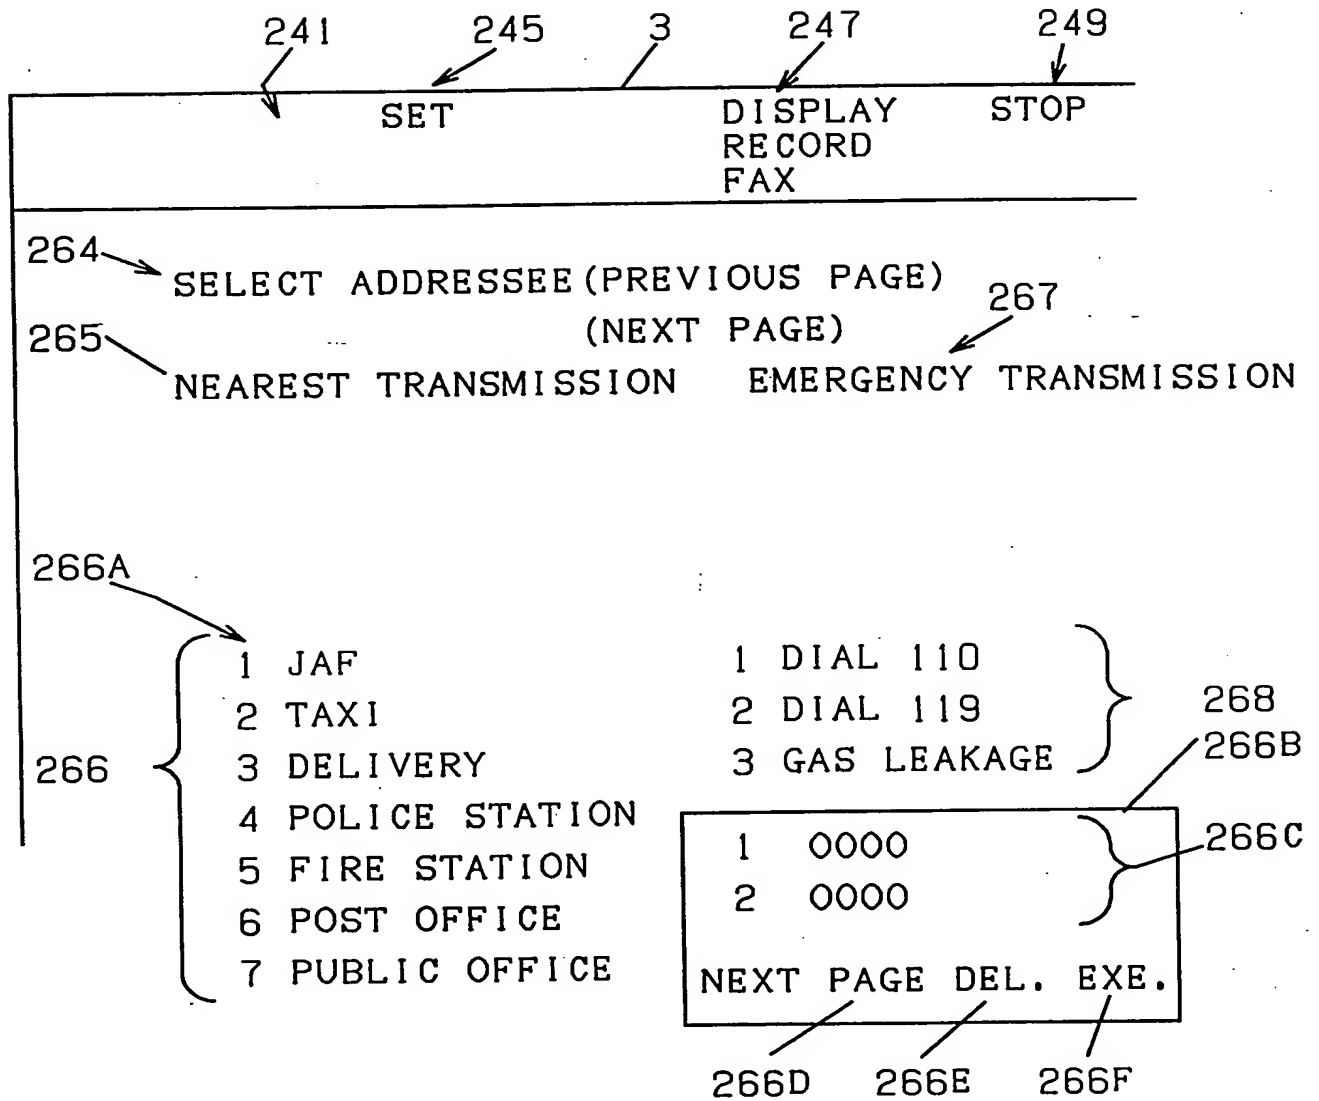 241 245 3 247 249
SET DISPLAY STOP
RECORD
FAX
264
SELECT ADDRESSEE (PREVIOUS PAGE)
267
265 (NEXT PAGE)
NEAREST TRANSMISSION EMERGENCY TRANSMISSION
266A
1 JAF 1 DIAL 110
2 TAXI 2 DIAL 119 268
266 3 DELIVERY 3 GAS LEAKAGE 266B
4 POLICE STATION
1 0000 266C
5 FIRE STATION
2 0000
6 POST OFFICE
7 PUBLIC OFFICE NEXT PAGE DEL. EXE.
266D 266E 266F